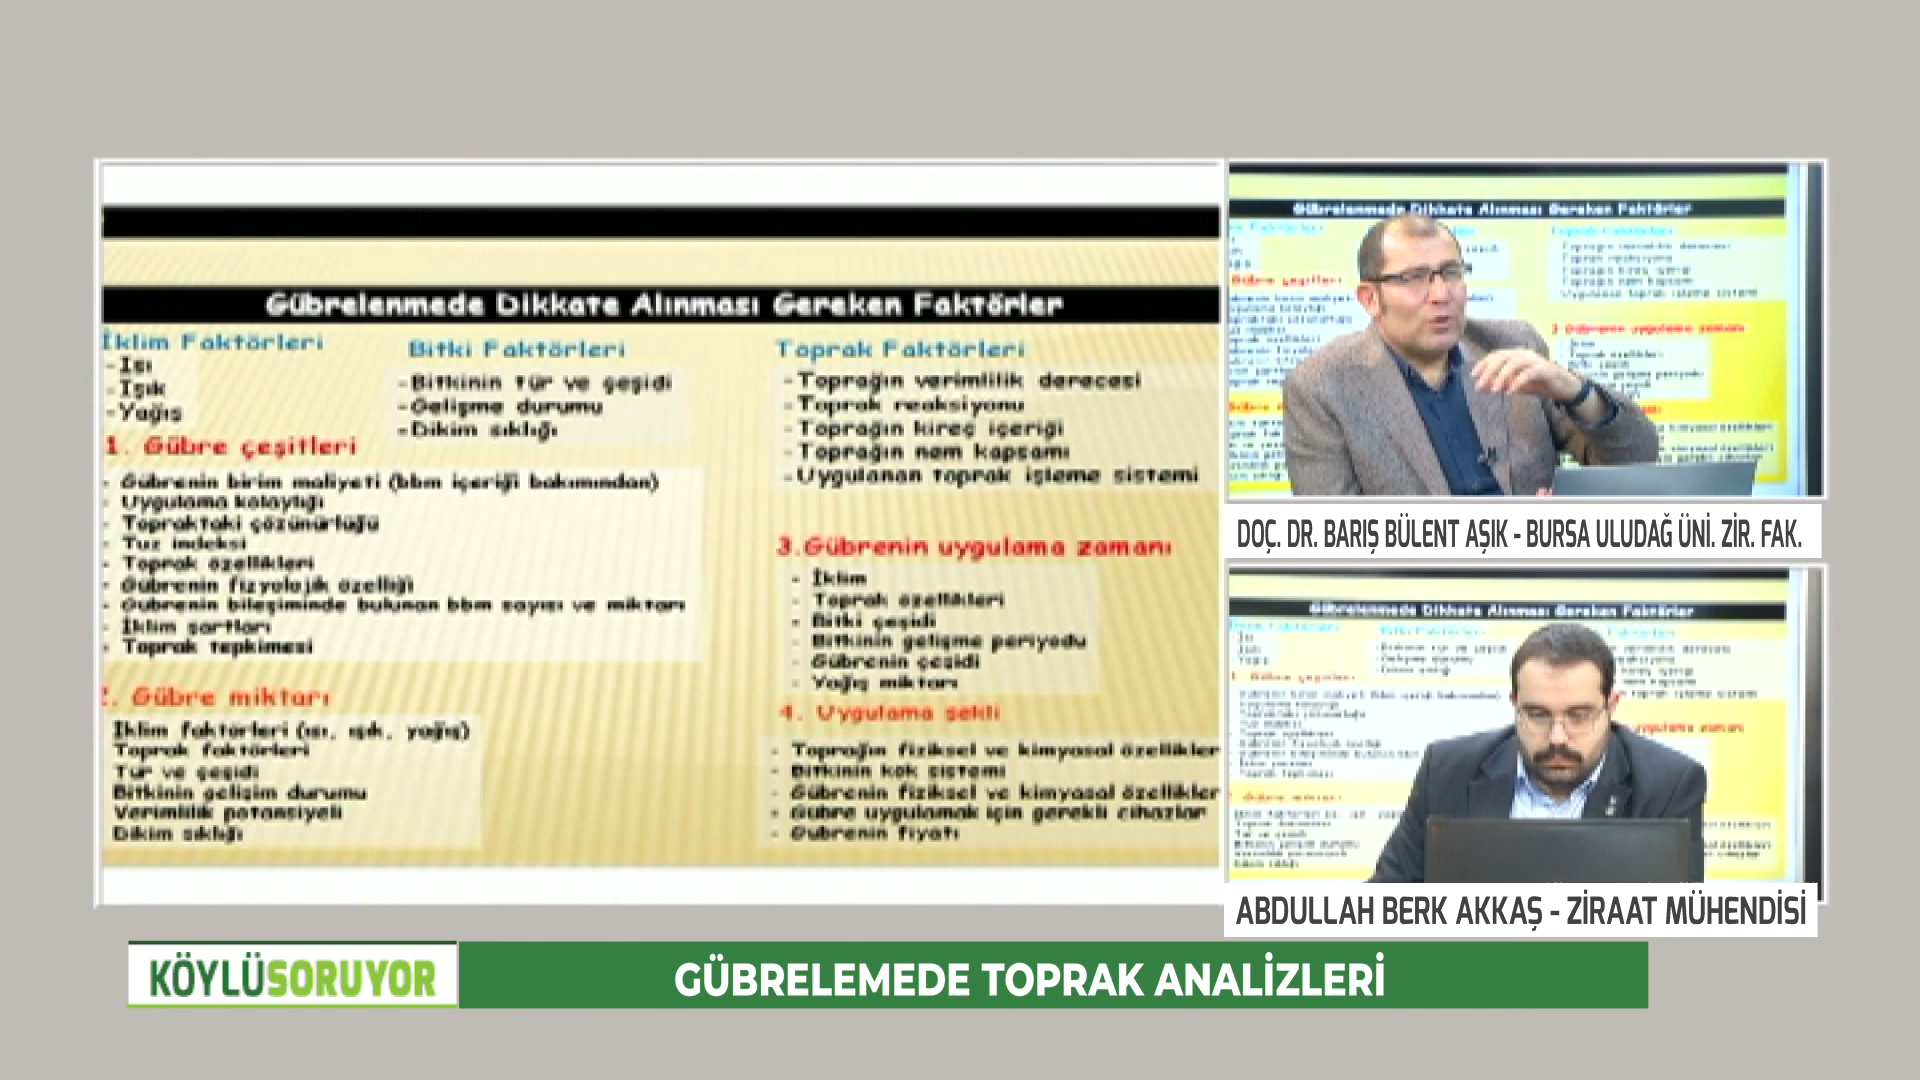 Gübrelenmede Dikkate Alınması Gereken Faktörler
İklim Faktörleri
-Isı
-Işık
-Yağış
Bitki Faktörleri
-Bitkinin tür ve çeşidi
-Gelişme durumu
-Dikim sıklığı
Toprak Faktörleri
-Toprağın verimlilik derecesi
-Toprak reaksiyonu
-Toprağın kireç içeriği
-Toprağın nem kapsamı
-Uygulanan toprak işleme sistemi
1. Gübre çeşitleri
- Gübrenin birim maliyeti (bbm içeriği bakımından)
- Uygulama kolaylığı
- Topraktaki çözünürlüğü
- Tuz indeksi
- Toprak özellikleri
- Gübrenin fizyolojik özelliği
- Gübrenin bileşiminde bulunan bbm sayısı ve miktarı
- İklim şartları
- Toprak tepkimesi
2. Gübre miktarı
İklim faktörleri (ısı, ışık, yağış)
Toprak faktörleri
Tür ve çeşidi
Bitkinin gelişim durumu
Verimlilik potansiyeli
Dikim sıklığı
3.Gübrenin uygulama zamanı
- İklim
- Toprak özellikleri
- Bitki çeşidi
- Bitkinin gelişme periyodu
- Gübrenin çeşidi
- Yağış miktarı
4. Uygulama şekli
- Toprağın fiziksel ve kimyasal özellikler
- Bitkinin kök sistemi
- Gübrenin fiziksel ve kimyasal özellikler
- Gübre uygulamak için gerekli cihazlar
- Gübrenin fiyatı
DOÇ. DR. BARIŞ BÜLENT AŞIK - BURSA ULUDAĞ ÜNİ. ZİR. FAK.
ABDULLAH BERK AKKAŞ - ZİRAAT MÜHENDİSİ
KÖYLÜSORUYOR
GÜBRELEMEDE TOPRAK ANALİZLERİ